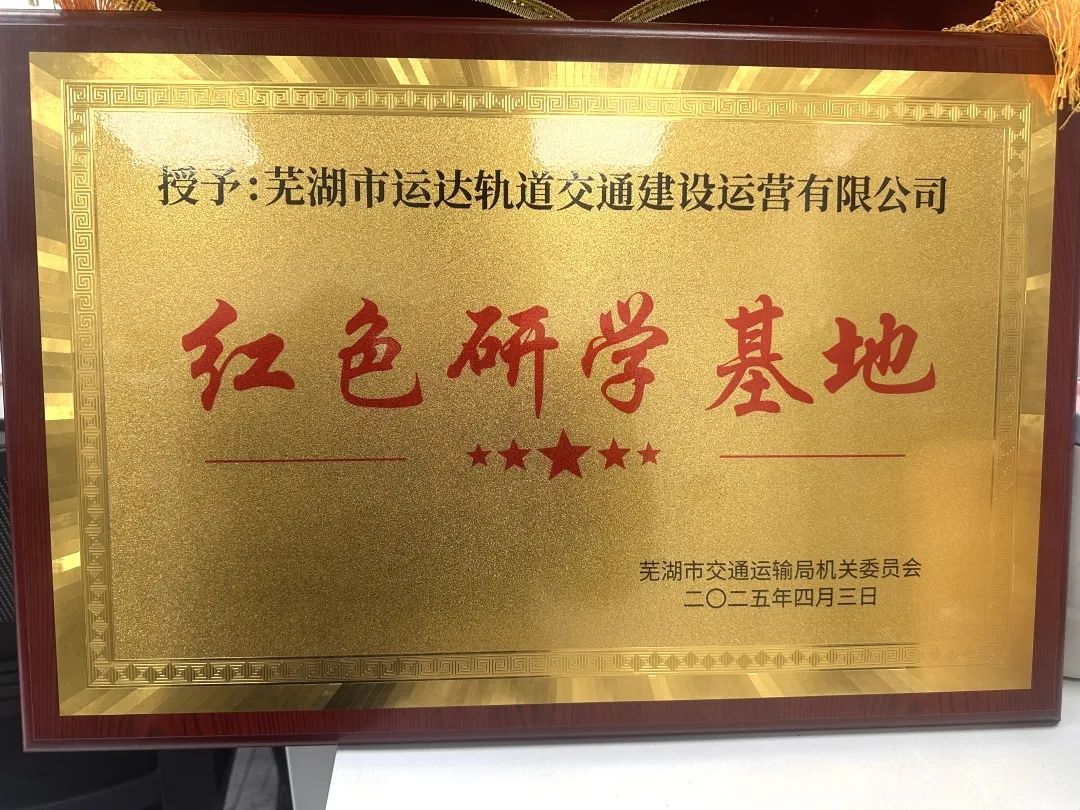 授予:芜湖市运达轨道交通建设运营有限公司
红色研学基地
芜湖市交通运输局机关委员会
二〇二五年四月三日